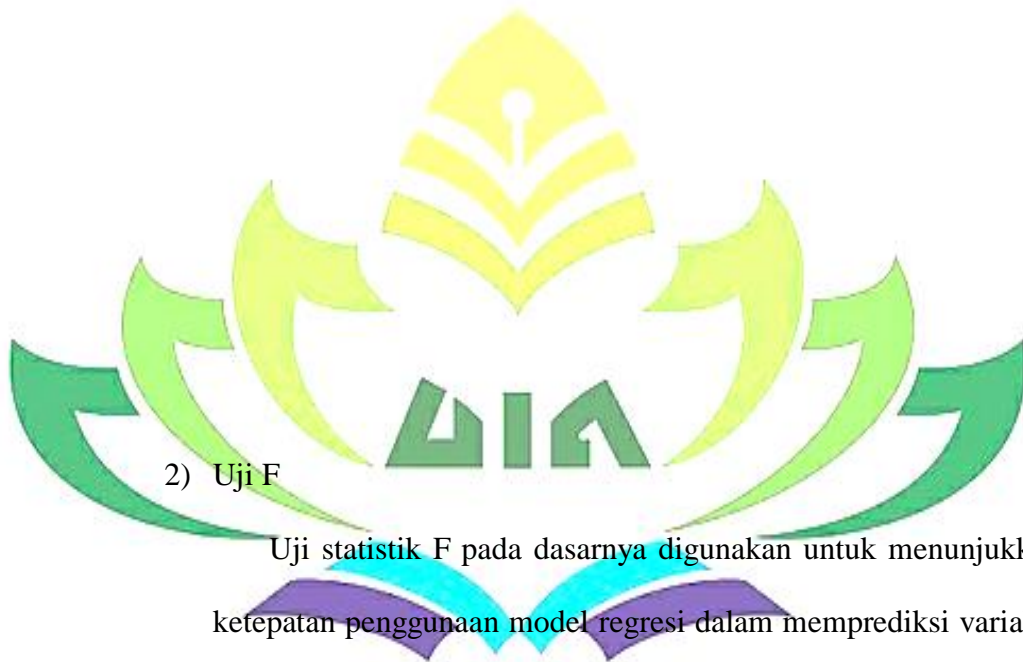 UIN
2) Uji F
Uji statistik F pada dasarnya digunakan untuk menunjukk
ketepatan penggunaan model regresi dalam memprediksi varia